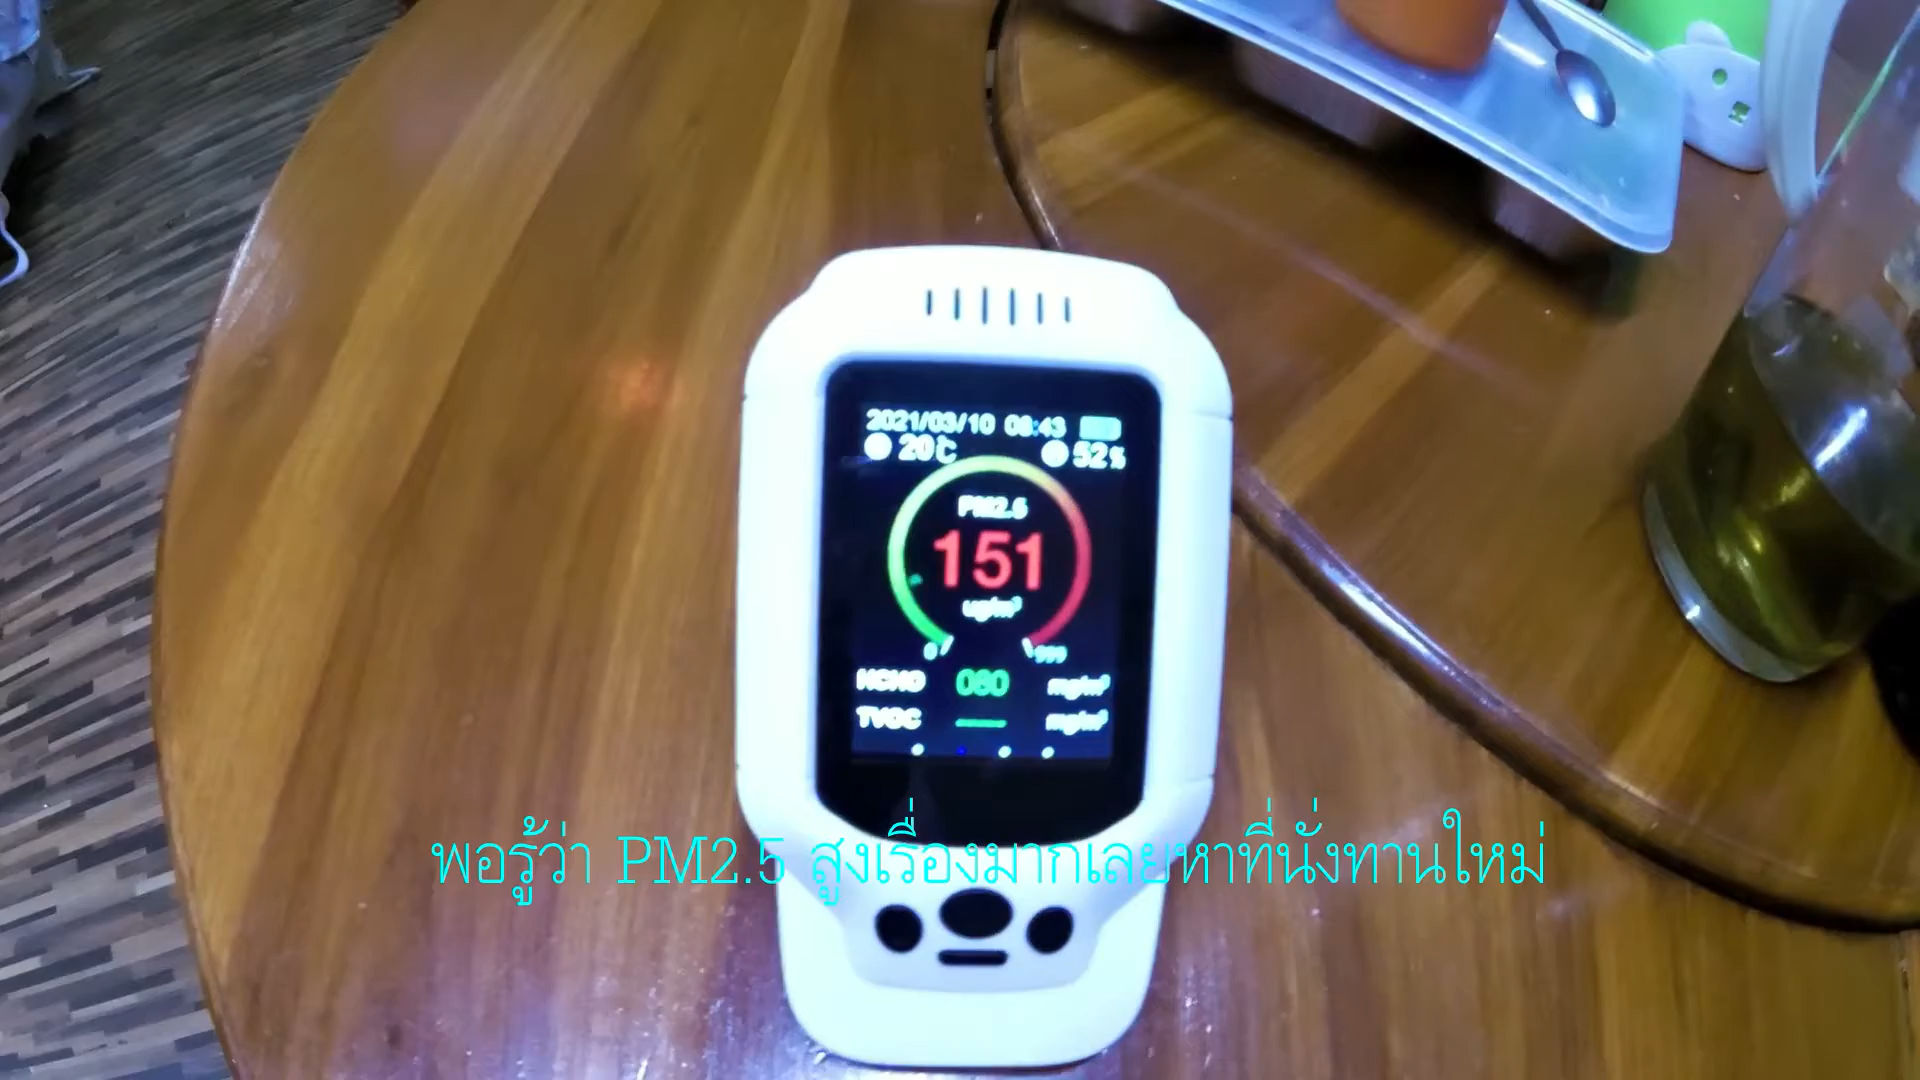 2021/03/10 08:43
20℃ 52%
PM2.5
151
ug/m³
0 999
HCHO 080 mg/m³
TVOC ---- mg/m³
พอรู้ว่า PM2.5 สูงเรื่องมากเลยหาที่นั่งทานใหม่